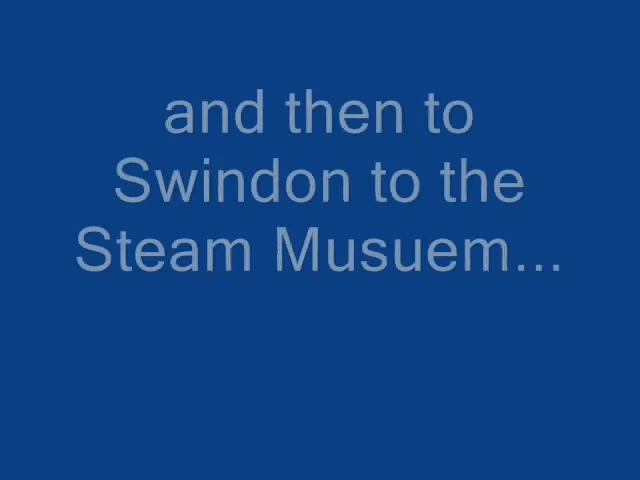 and then to
Swindon to the
Steam Musuem...